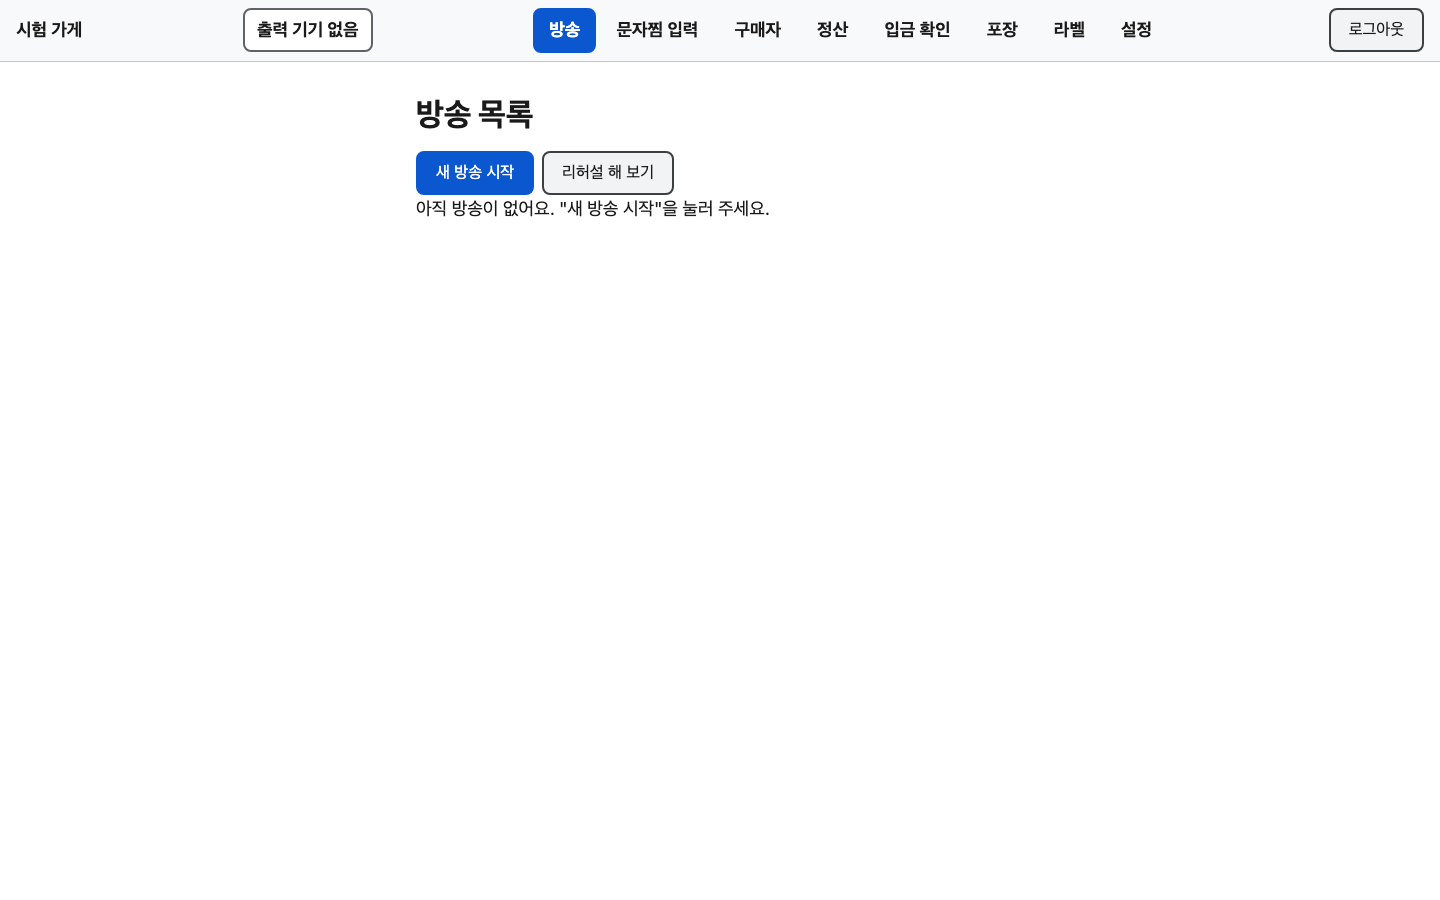 시험 가게
출력 기기 없음
방송
문자찜 입력
구매자
정산
입금 확인
포장
라벨
설정
로그아웃
방송 목록
새 방송 시작
리허설 해 보기
아직 방송이 없어요. "새 방송 시작"을 눌러 주세요.